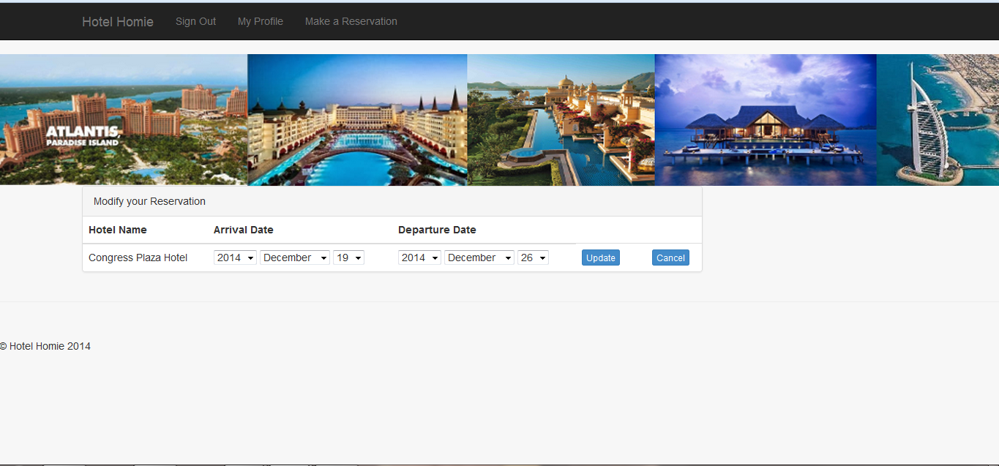 Hotel Homie Sign Out My Profile Make a Reservation
ATLANTIS,
PARADISE ISLAND
Modify your Reservation
Hotel Name Arrival Date Departure Date
Congress Plaza Hotel 2014 December 19 2014 December 26 Update Cancel
© Hotel Homie 2014